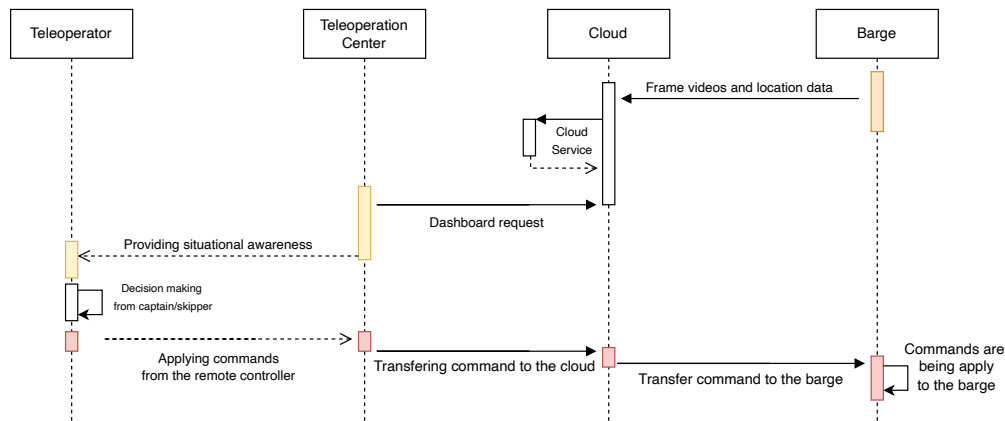 Teleoperator
Teleoperation
Center
Cloud
Barge
Frame videos and location data
Cloud
Service
Dashboard request
Providing situational awareness
Decision making
from captain/skipper
Applying commands
from the remote controller
Transfering command to the cloud
Transfer command to the barge
Commands are
being apply
to the barge